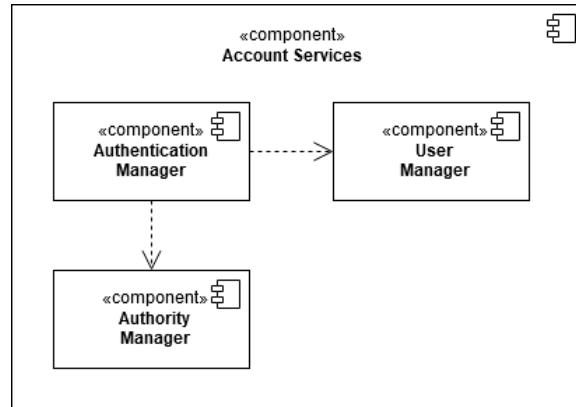 «component»
Account Services
«component»
Authentication
Manager
«component»
User
Manager
«component»
Authority
Manager